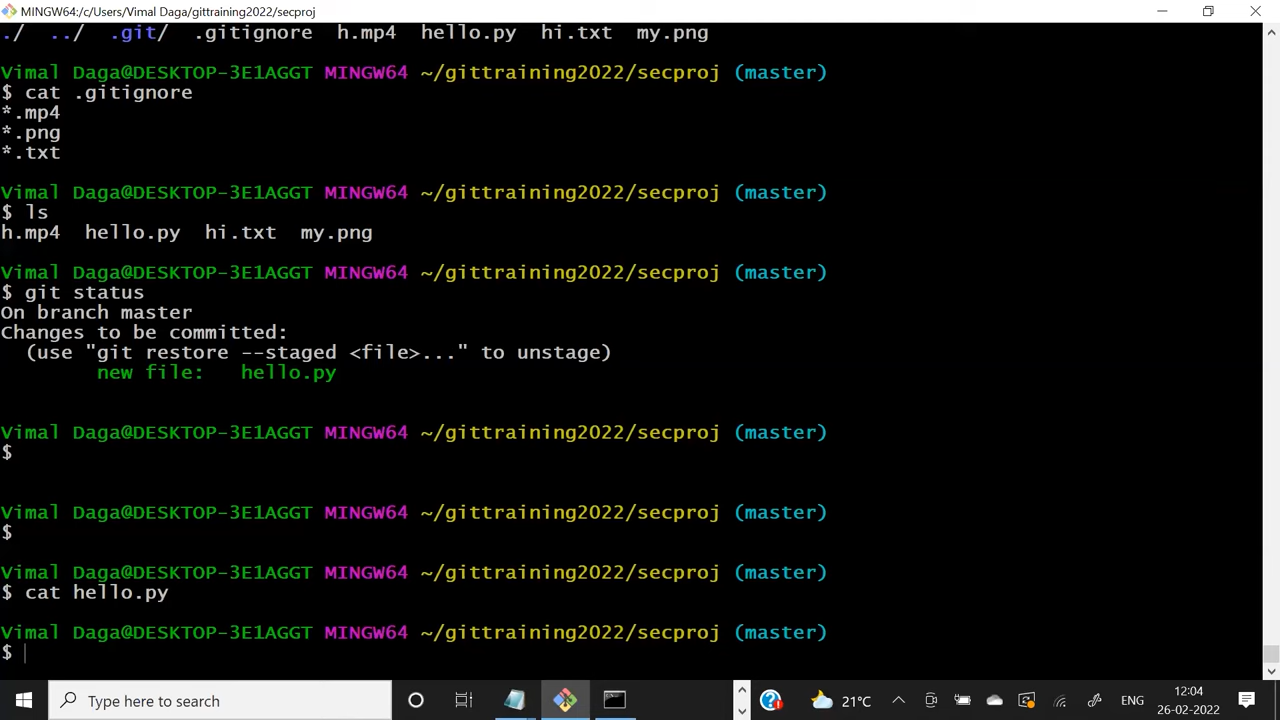 MINGW64:/c/Users/Vimal Daga/gittraining2022/secproj
./  ../  .git/  .gitignore  h.mp4  hello.py  hi.txt  my.png
Vimal Daga@DESKTOP-3E1AGGT MINGW64 ~/gittraining2022/secproj (master)
$ cat .gitignore
*.mp4
*.png
*.txt
Vimal Daga@DESKTOP-3E1AGGT MINGW64 ~/gittraining2022/secproj (master)
$ ls
h.mp4  hello.py  hi.txt  my.png
Vimal Daga@DESKTOP-3E1AGGT MINGW64 ~/gittraining2022/secproj (master)
$ git status
On branch master
Changes to be committed:
  (use "git restore --staged <file>..." to unstage)
        new file:   hello.py
Vimal Daga@DESKTOP-3E1AGGT MINGW64 ~/gittraining2022/secproj (master)
$
Vimal Daga@DESKTOP-3E1AGGT MINGW64 ~/gittraining2022/secproj (master)
$
Vimal Daga@DESKTOP-3E1AGGT MINGW64 ~/gittraining2022/secproj (master)
$ cat hello.py
Vimal Daga@DESKTOP-3E1AGGT MINGW64 ~/gittraining2022/secproj (master)
$
Type here to search
21°C
ENG
12:04
26-02-2022